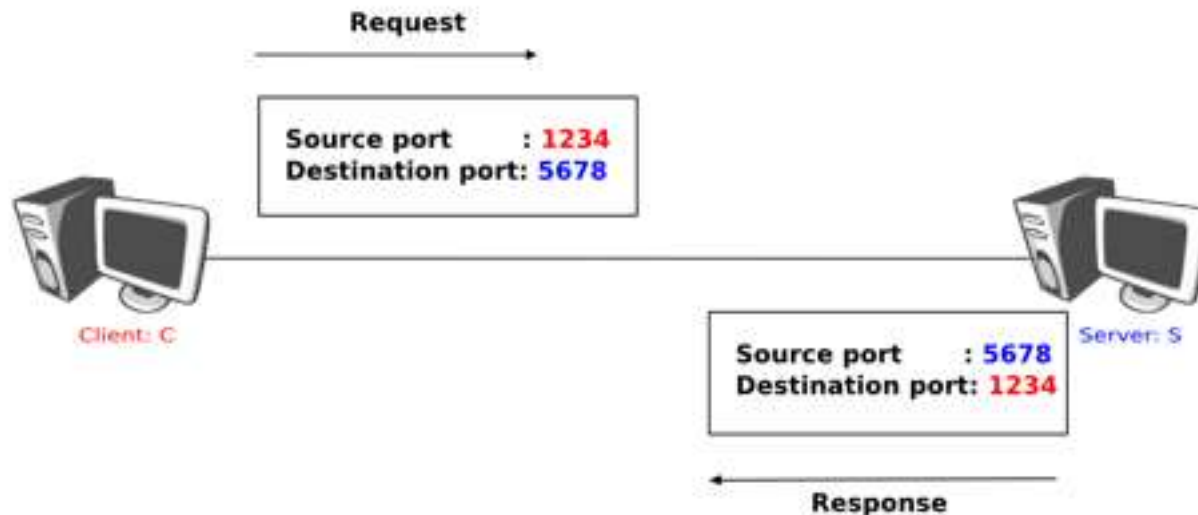 Request
Source port : 1234
Destination port: 5678
Client: C
Server: S
Source port : 5678
Destination port: 1234
Response